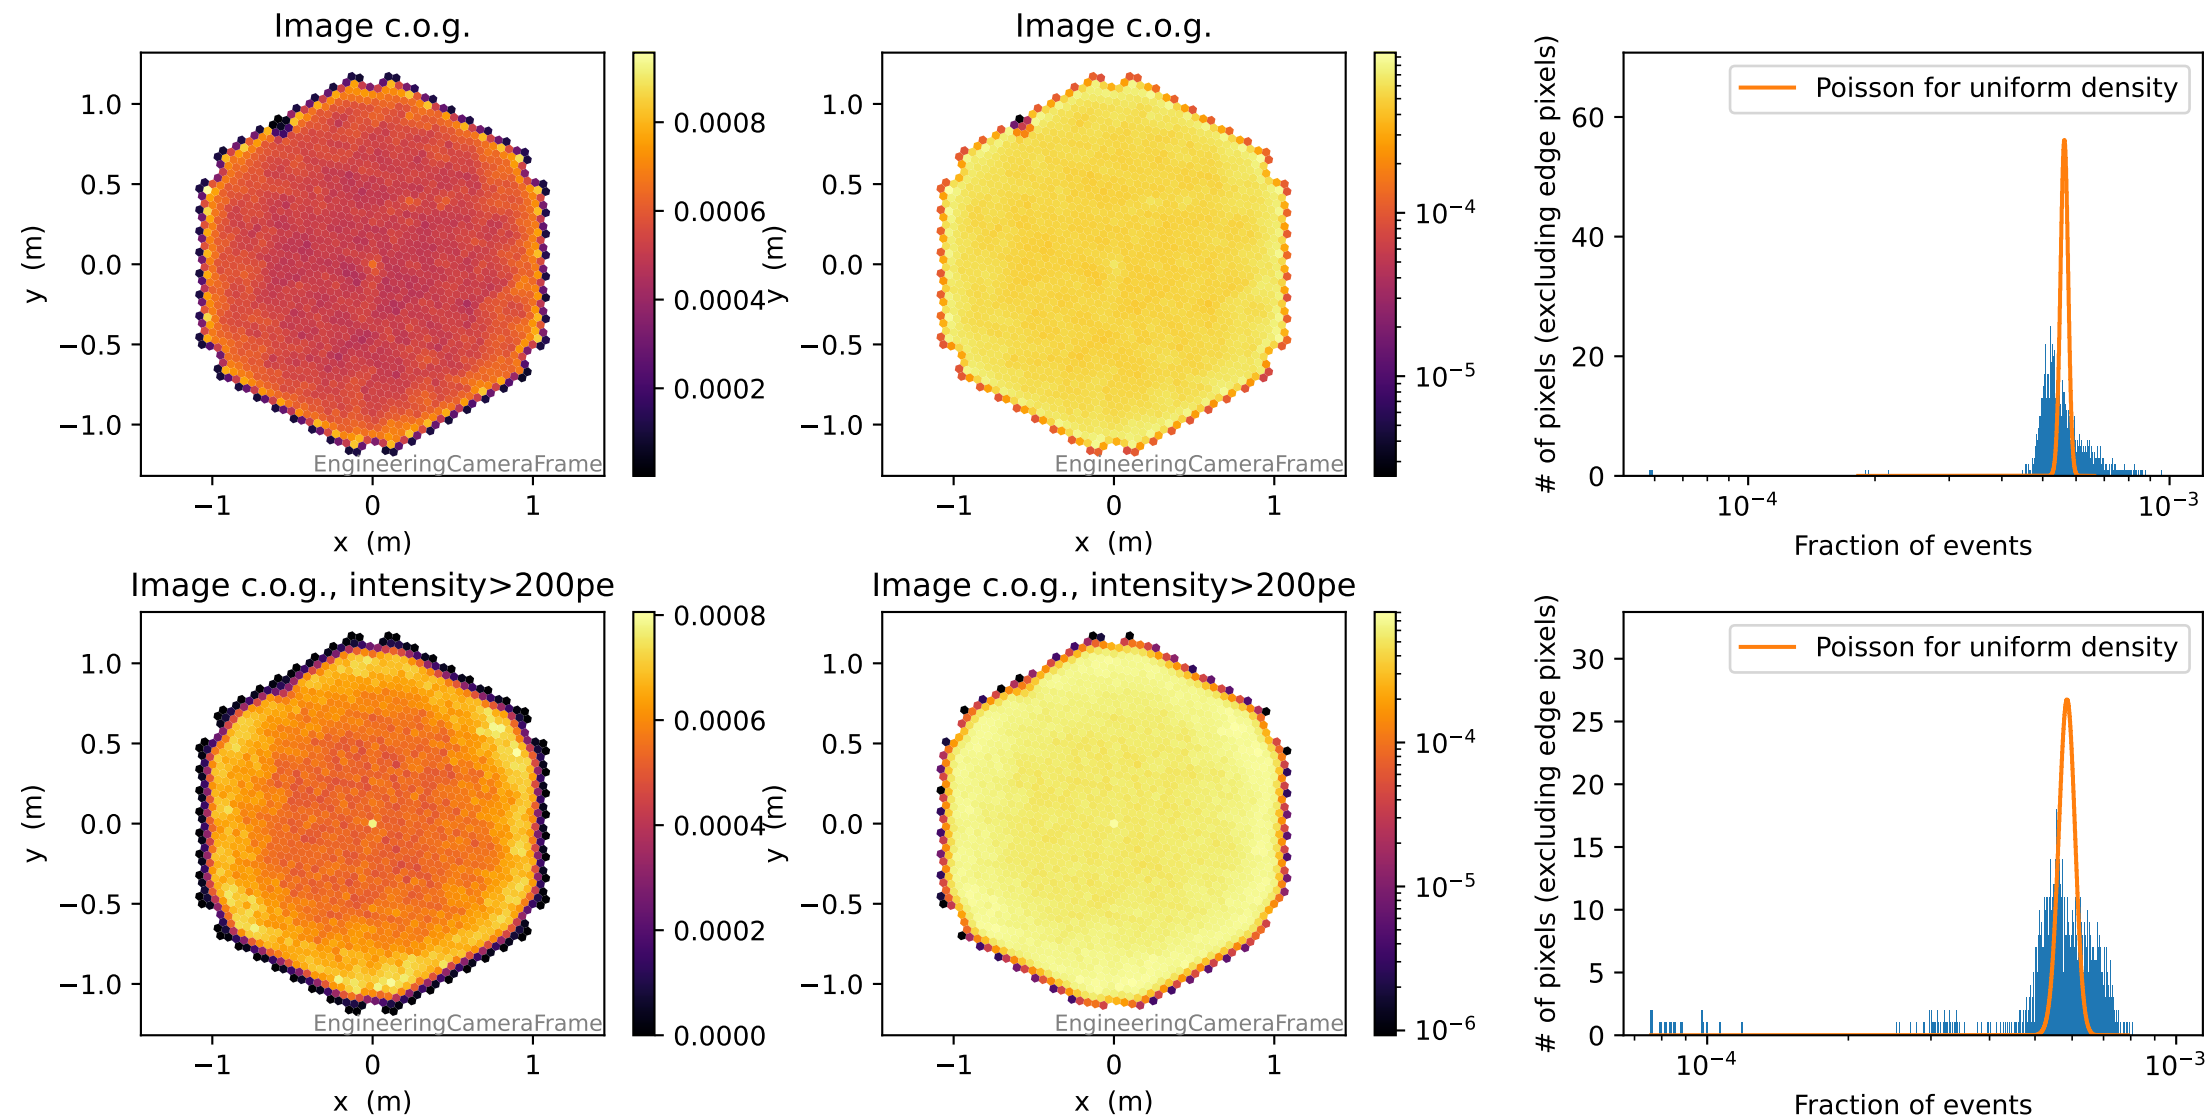 Image c.o.g.
1.0
0.5
0.0
−0.5
−1.0
y (m)
−1
0
1
x (m)
EngineeringCameraFrame
0.0008
0.0006
0.0004
0.0002
Image c.o.g.
1.0
0.5
0.0
−0.5
−1.0
y (m)
−1
0
1
x (m)
EngineeringCameraFrame
10⁻⁴
10⁻⁵
# of pixels (excluding edge pixels)
60
40
20
0
Poisson for uniform density
10⁻⁴
10⁻³
Fraction of events
Image c.o.g., intensity>200pe
1.0
0.5
0.0
−0.5
−1.0
y (m)
−1
0
1
x (m)
EngineeringCameraFrame
0.0008
0.0006
0.0004
0.0002
0.0000
Image c.o.g., intensity>200pe
1.0
0.5
0.0
−0.5
−1.0
y (m)
−1
0
1
x (m)
EngineeringCameraFrame
10⁻⁴
10⁻⁵
10⁻⁶
# of pixels (excluding edge pixels)
30
25
20
15
10
5
0
Poisson for uniform density
10⁻⁴
10⁻³
Fraction of events